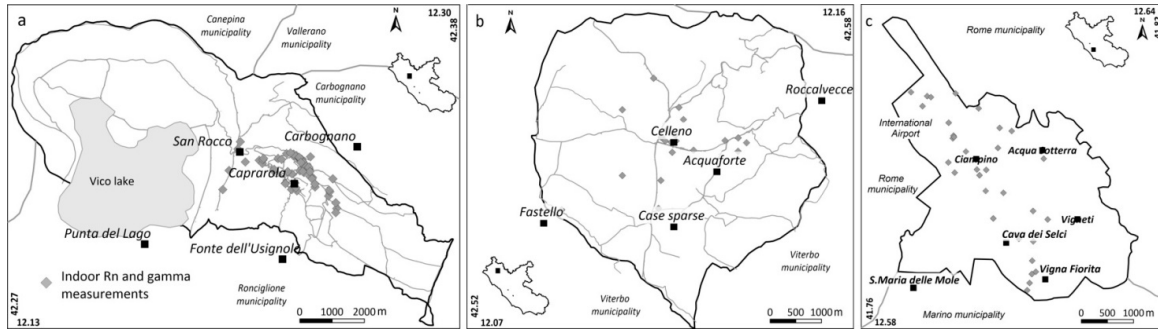 a
Canepina
municipality
Vallerano
municipality
N
12.30
42.38
Carbognano
municipality
San Rocco
Carbognano
Caprarola
Vico lake
Punta del Lago
Fonte dell'Usignolo
Indoor Rn and gamma
measurements
Ronciglione
municipality
0 1000 2000 m
42.27
12.13
b
N
12.16
42.58
Roccalvecce
Celleno
Acquaforte
Fastello
Case sparse
Viterbo
municipality
Viterbo
municipality
0 500 1000 m
42.52
12.07
c
Rome municipality
12.64
41.82
N
International
Airport
Ciampino
Acqua Sotterra
Rome
municipality
Vigneti
Cava dei Selci
Vigna Fiorita
S.Maria delle Mole
0 500 1000 m
41.76
12.58
Marino municipality